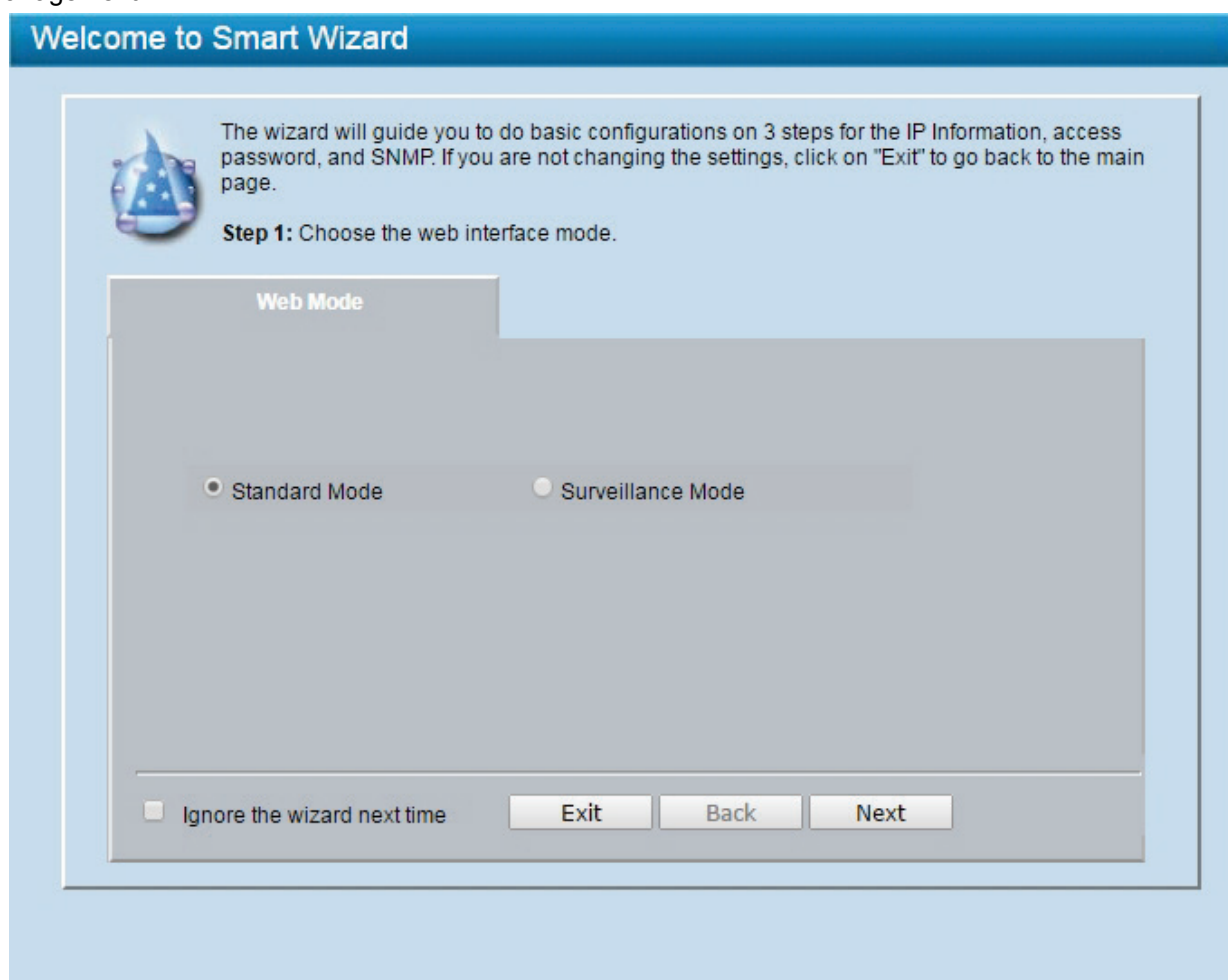 Welcome to Smart Wizard
The wizard will guide you to do basic configurations on 3 steps for the IP Information, access
password, and SNMP. If you are not changing the settings, click on "Exit" to go back to the main
page.
Step 1: Choose the web interface mode.
Web Mode
Standard Mode
Surveillance Mode
Ignore the wizard next time
Exit
Back
Next